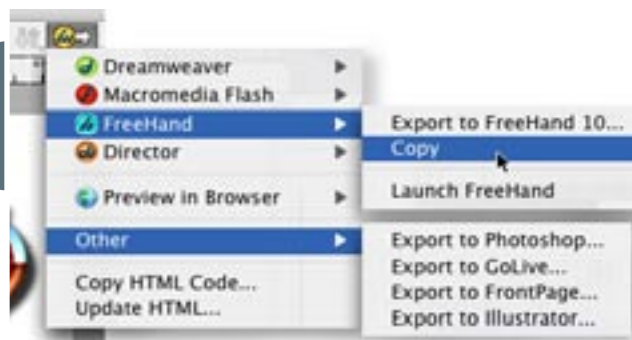 Dreamweaver
Macromedia Flash
FreeHand
Director
Preview in Browser
Other
Copy HTML Code...
Update HTML...
Export to FreeHand 10...
Copy
Launch FreeHand
Export to Photoshop...
Export to GoLive...
Export to FrontPage...
Export to Illustrator...